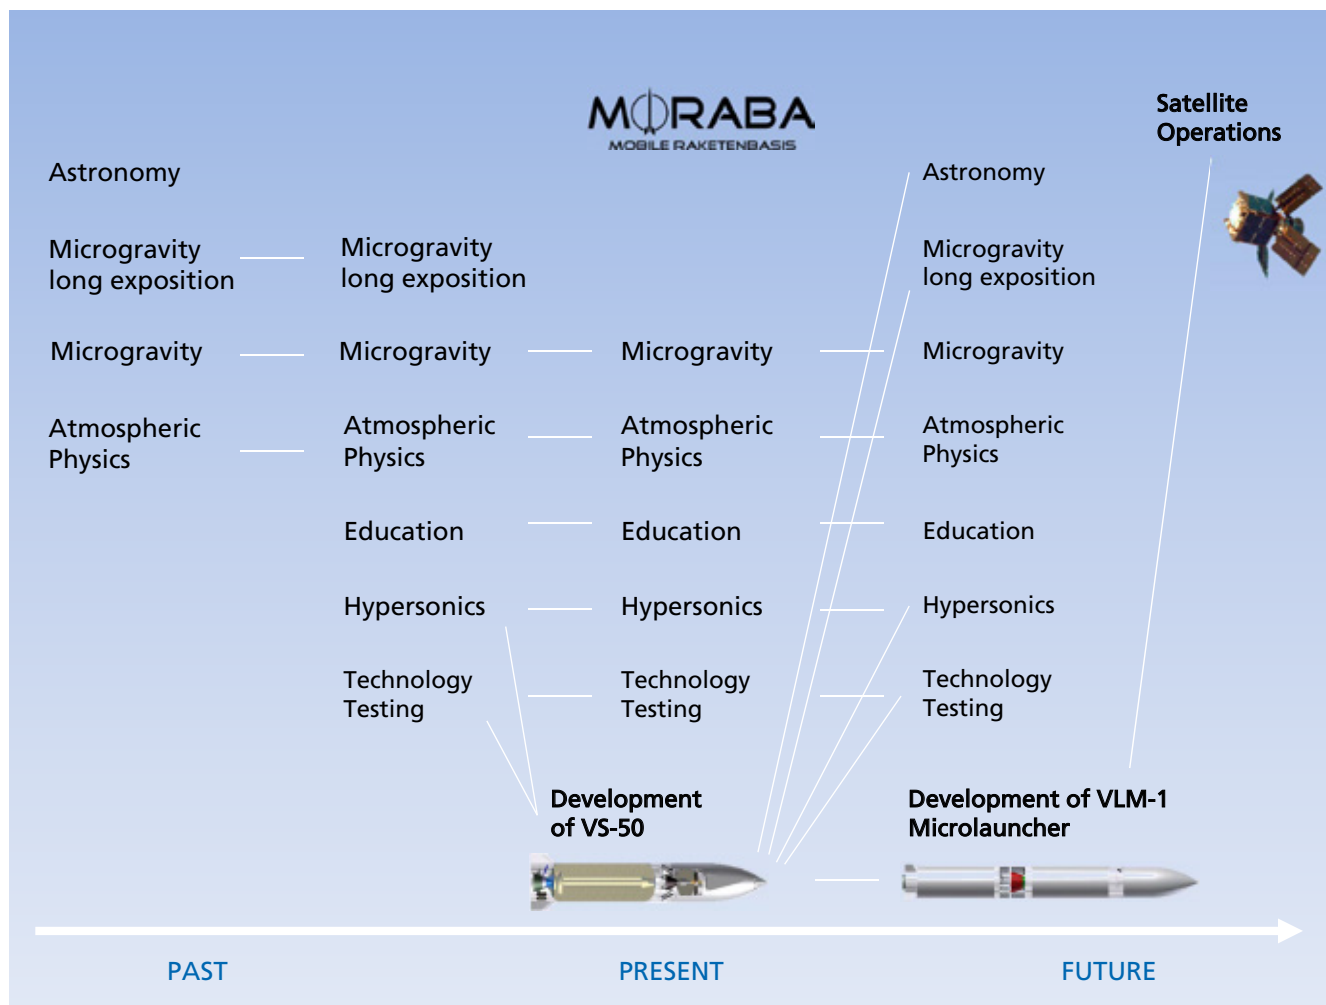 MORABA
MOBILE RAKETENBASIS
Satellite
Operations
Astronomy
Microgravity
long exposition
Microgravity
Atmospheric
Physics
Microgravity
long exposition
Microgravity
Atmospheric
Physics
Education
Hypersonics
Technology
Testing
Microgravity
Atmospheric
Physics
Education
Hypersonics
Technology
Testing
Astronomy
Microgravity
long exposition
Microgravity
Atmospheric
Physics
Education
Hypersonics
Technology
Testing
Development
of VS-50
Development of VLM-1
Microlauncher
PAST
PRESENT
FUTURE